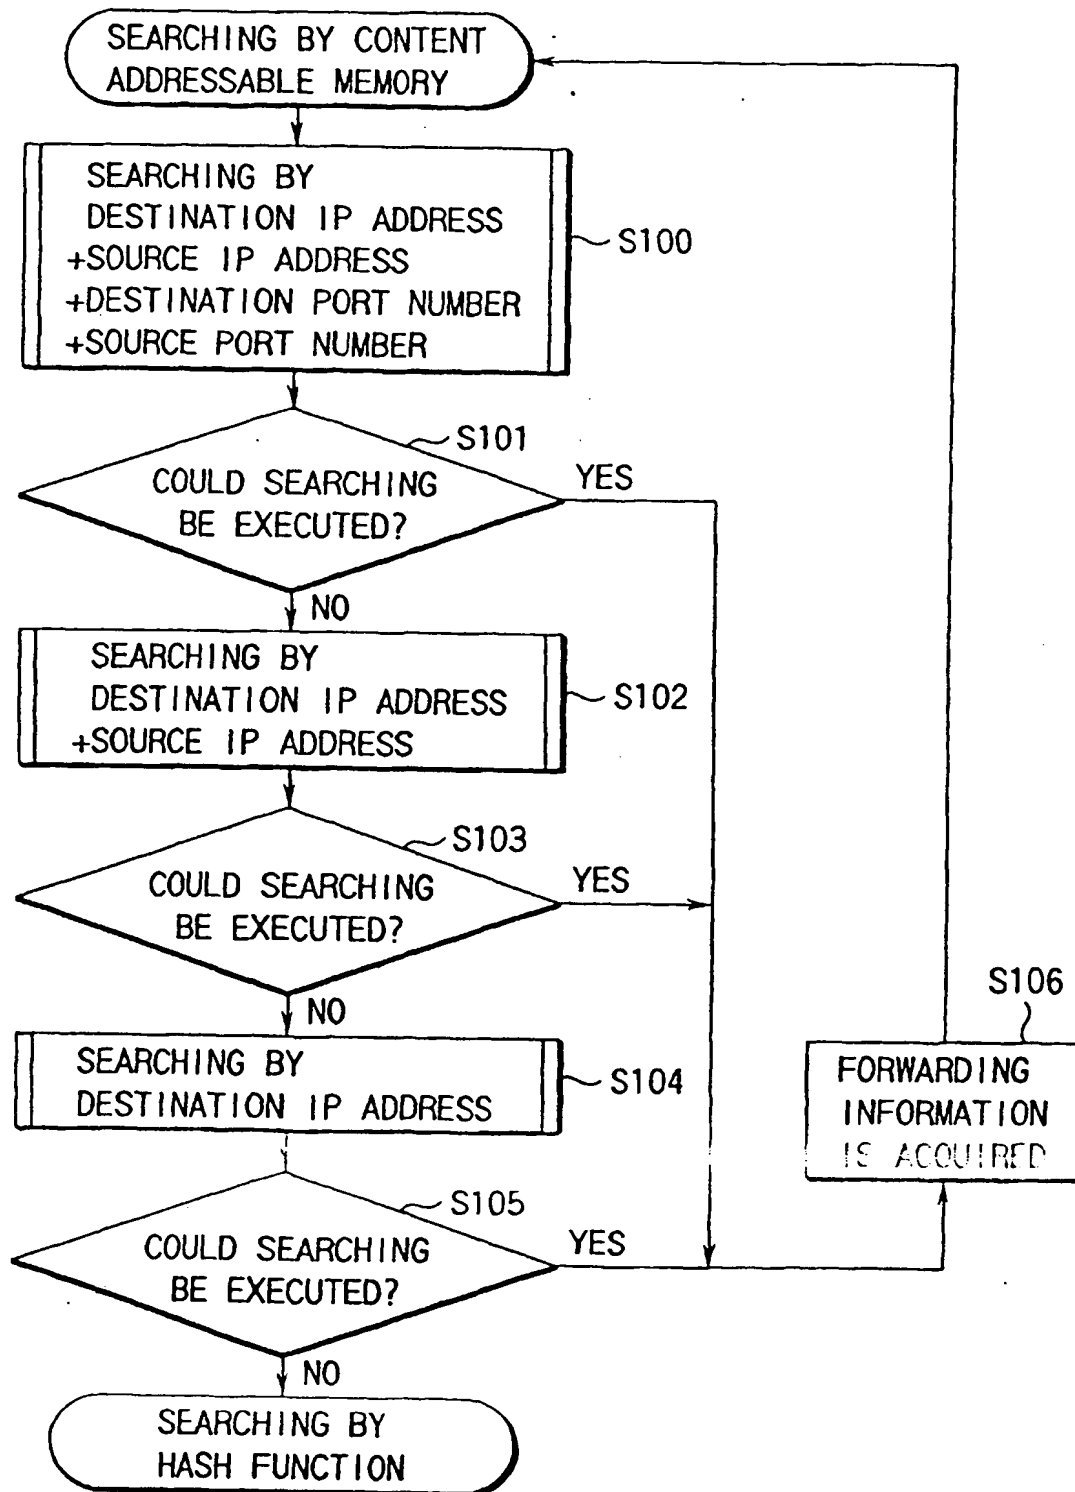 SEARCHING BY CONTENT
ADDRESSABLE MEMORY
SEARCHING BY
DESTINATION IP ADDRESS
+SOURCE IP ADDRESS
+DESTINATION PORT NUMBER
+SOURCE PORT NUMBER
S100
S101
COULD SEARCHING
BE EXECUTED?
YES
NO
SEARCHING BY
DESTINATION IP ADDRESS
+SOURCE IP ADDRESS
S102
S103
COULD SEARCHING
BE EXECUTED?
YES
NO
SEARCHING BY
DESTINATION IP ADDRESS
S104
S106
FORWARDING
INFORMATION
IS ACQUIRED
S105
COULD SEARCHING
BE EXECUTED?
YES
NO
SEARCHING BY
HASH FUNCTION